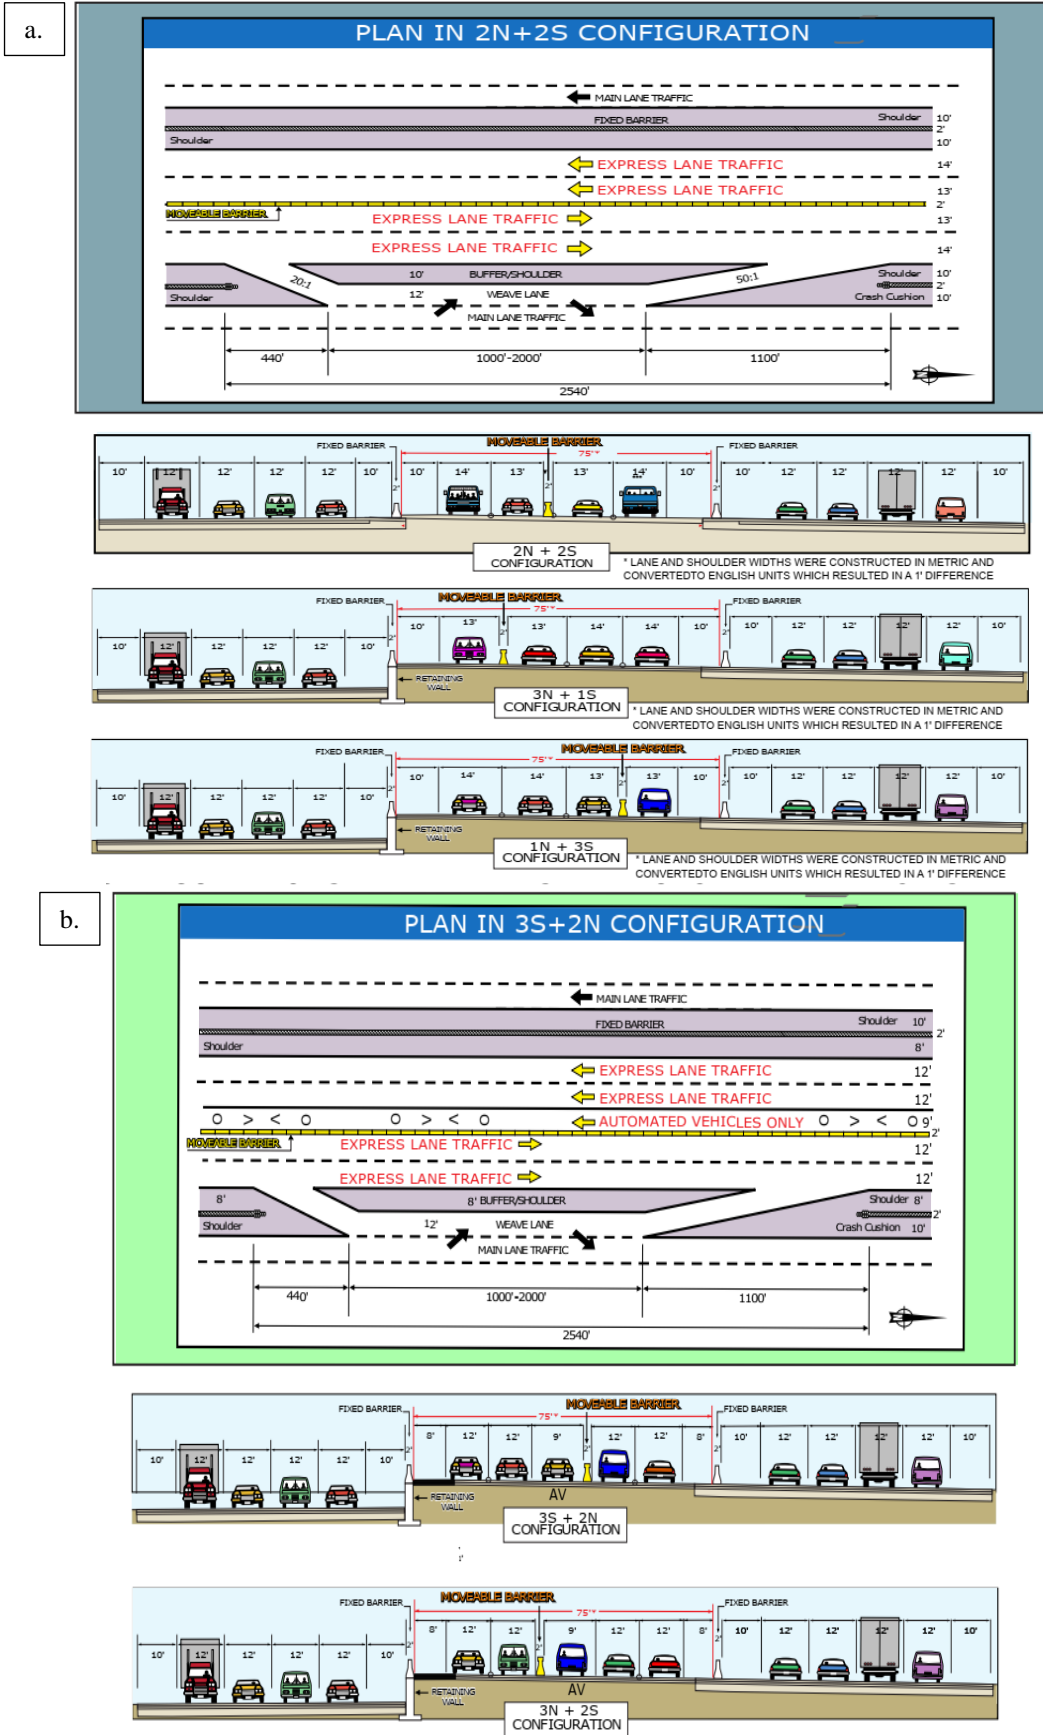 a.
PLAN IN 2N+2S CONFIGURATION
MAIN LANE TRAFFIC
FIXED BARRIER
Shoulder 10'
2'
Shoulder 10'
EXPRESS LANE TRAFFIC 14'
EXPRESS LANE TRAFFIC 13'
MOVEABLE BARRIER 2'
EXPRESS LANE TRAFFIC 13'
EXPRESS LANE TRAFFIC 14'
20:1 10' BUFFER/SHOULDER 50:1 Shoulder 10'
2'
Shoulder 12' WEAVE LANE Crash Cushion 10'
MAIN LANE TRAFFIC
440' 1000'-2000' 1100'
2540'
FIXED BARRIER MOVEABLE BARRIER FIXED BARRIER
75'*
10' 12' 12' 12' 12' 10' 2' 10' 14' 13' 2' 13' 14' 10' 2' 10' 12' 12' 12' 12' 10'
2N + 2S
CONFIGURATION
* LANE AND SHOULDER WIDTHS WERE CONSTRUCTED IN METRIC AND
CONVERTEDTO ENGLISH UNITS WHICH RESULTED IN A 1' DIFFERENCE
FIXED BARRIER MOVEABLE BARRIER FIXED BARRIER
75'*
10' 12' 12' 12' 12' 10' 2' 10' 13' 2' 13' 14' 14' 10' 2' 10' 12' 12' 12' 12' 10'
RETAINING
WALL
3N + 1S
CONFIGURATION
* LANE AND SHOULDER WIDTHS WERE CONSTRUCTED IN METRIC AND
CONVERTEDTO ENGLISH UNITS WHICH RESULTED IN A 1' DIFFERENCE
FIXED BARRIER MOVEABLE BARRIER FIXED BARRIER
75'*
10' 12' 12' 12' 12' 10' 2' 10' 14' 14' 13' 2' 13' 10' 2' 10' 12' 12' 12' 12' 10'
RETAINING
WALL
1N + 3S
CONFIGURATION
* LANE AND SHOULDER WIDTHS WERE CONSTRUCTED IN METRIC AND
CONVERTEDTO ENGLISH UNITS WHICH RESULTED IN A 1' DIFFERENCE
b.
PLAN IN 3S+2N CONFIGURATION
MAIN LANE TRAFFIC
FIXED BARRIER Shoulder 10'
2'
Shoulder 8'
EXPRESS LANE TRAFFIC 12'
EXPRESS LANE TRAFFIC 12'
O > < O O > < O AUTOMATED VEHICLES ONLY O > < O 9'
MOVEABLE BARRIER 2'
EXPRESS LANE TRAFFIC 12'
EXPRESS LANE TRAFFIC 12'
8' 8' BUFFER/SHOULDER Shoulder 8'
2'
Shoulder 12' WEAVE LANE Crash Cushion 10'
MAIN LANE TRAFFIC
440' 1000'-2000' 1100'
2540'
FIXED BARRIER MOVEABLE BARRIER FIXED BARRIER
75'*
10' 12' 12' 12' 12' 10' 2' 8' 12' 12' 9' 2' 12' 12' 8' 2' 10' 12' 12' 12' 12' 10'
RETAINING
WALL
AV
3S + 2N
CONFIGURATION
FIXED BARRIER MOVEABLE BARRIER FIXED BARRIER
75'*
10' 12' 12' 12' 12' 10' 2' 8' 12' 12' 2' 9' 12' 12' 8' 2' 10' 12' 12' 12' 12' 10'
RETAINING
WALL
AV
3N + 2S
CONFIGURATION